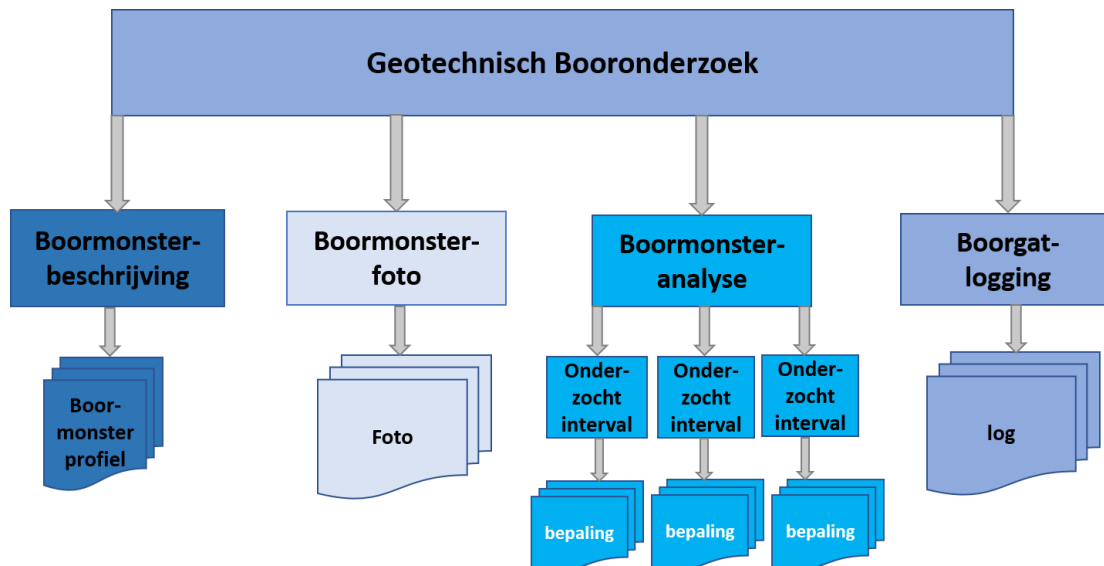 Geotechnisch Booronderzoek
Boormonster-
beschrijving
Boormonster-
foto
Boormonster-
analyse
Boorgat-
logging
Boor-
monster
profiel
Foto
Onder-
zocht
interval
Onder-
zocht
interval
Onder-
zocht
interval
log
bepaling
bepaling
bepaling